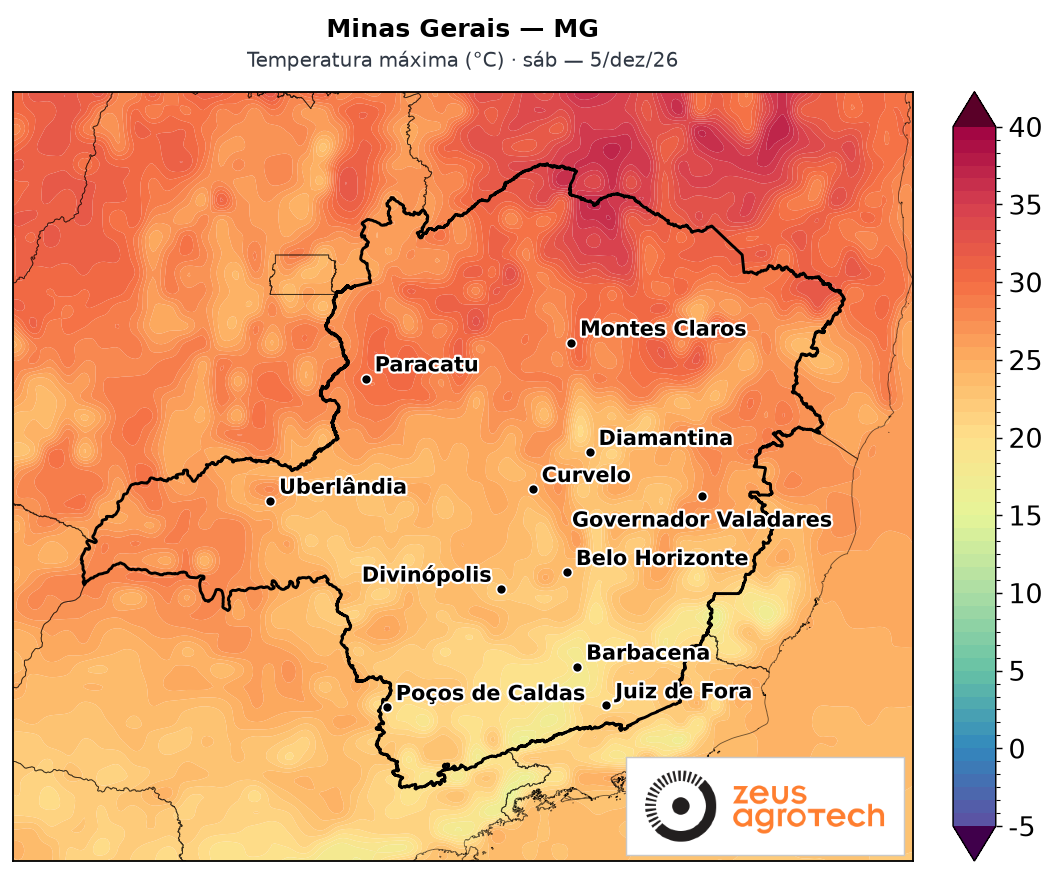 Minas Gerais — MG
Temperatura máxima (°C) · sáb — 5/dez/26
40
35
30
25
20
15
10
5
0
-5
Montes Claros
Paracatu
Diamantina
Curvelo
Uberlândia
Governador Valadares
Belo Horizonte
Divinópolis
Barbacena
Poços de Caldas
Juiz de Fora
zeus
agrotech